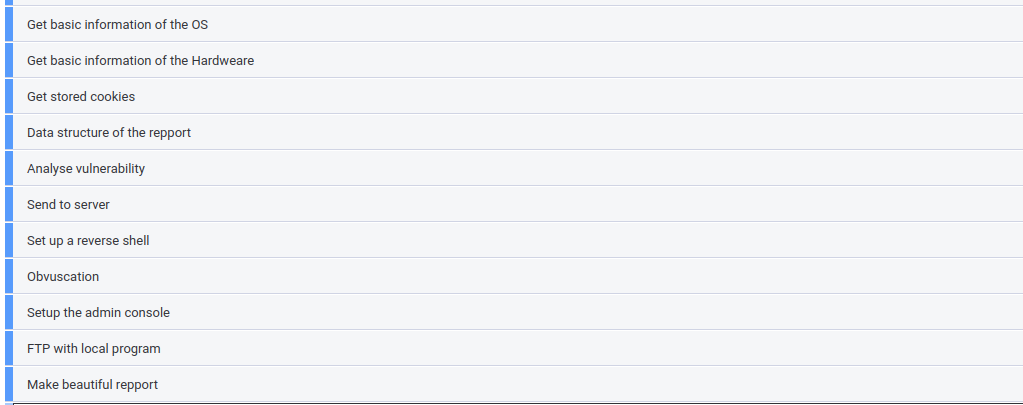 Get basic information of the OS
Get basic information of the Hardweare
Get stored cookies
Data structure of the repport
Analyse vulnerability
Send to server
Set up a reverse shell
Obvuscation
Setup the admin console
FTP with local program
Make beautiful repport